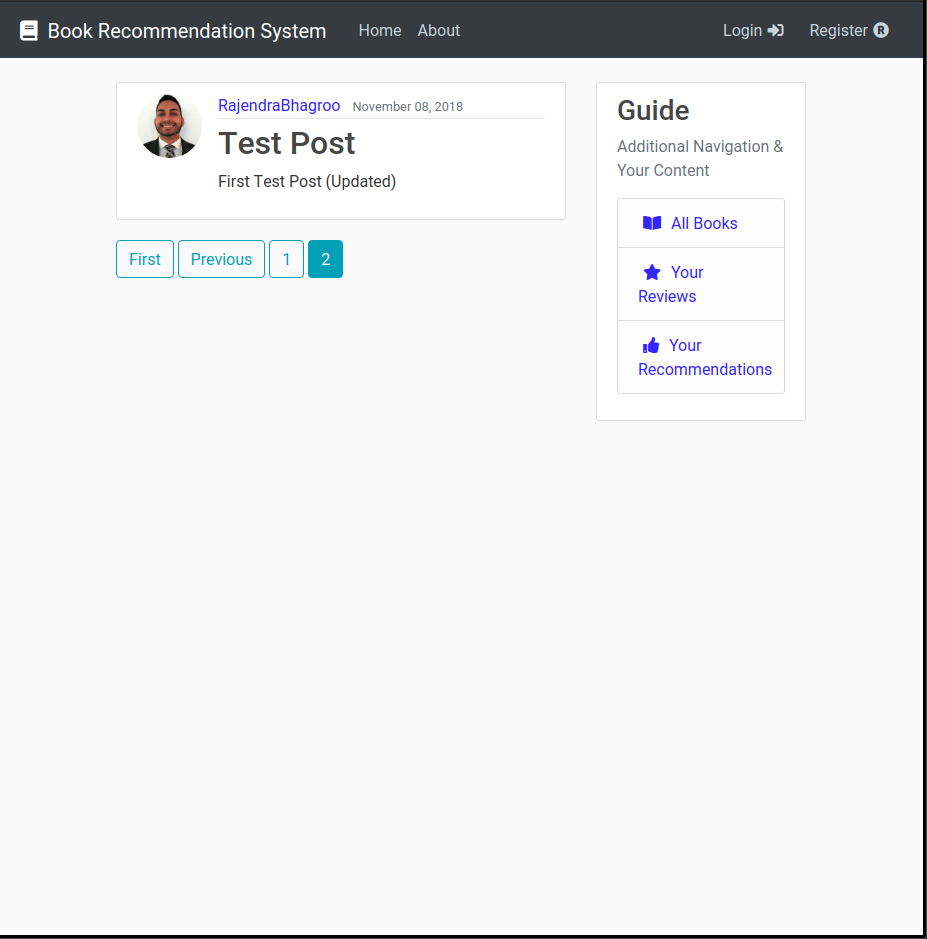 Book Recommendation System Home About Login Register R
RajendraBhagroo November 08, 2018
Test Post
First Test Post (Updated)
First Previous 1 2
Guide
Additional Navigation &
Your Content
All Books
Your
Reviews
Your
Recommendations